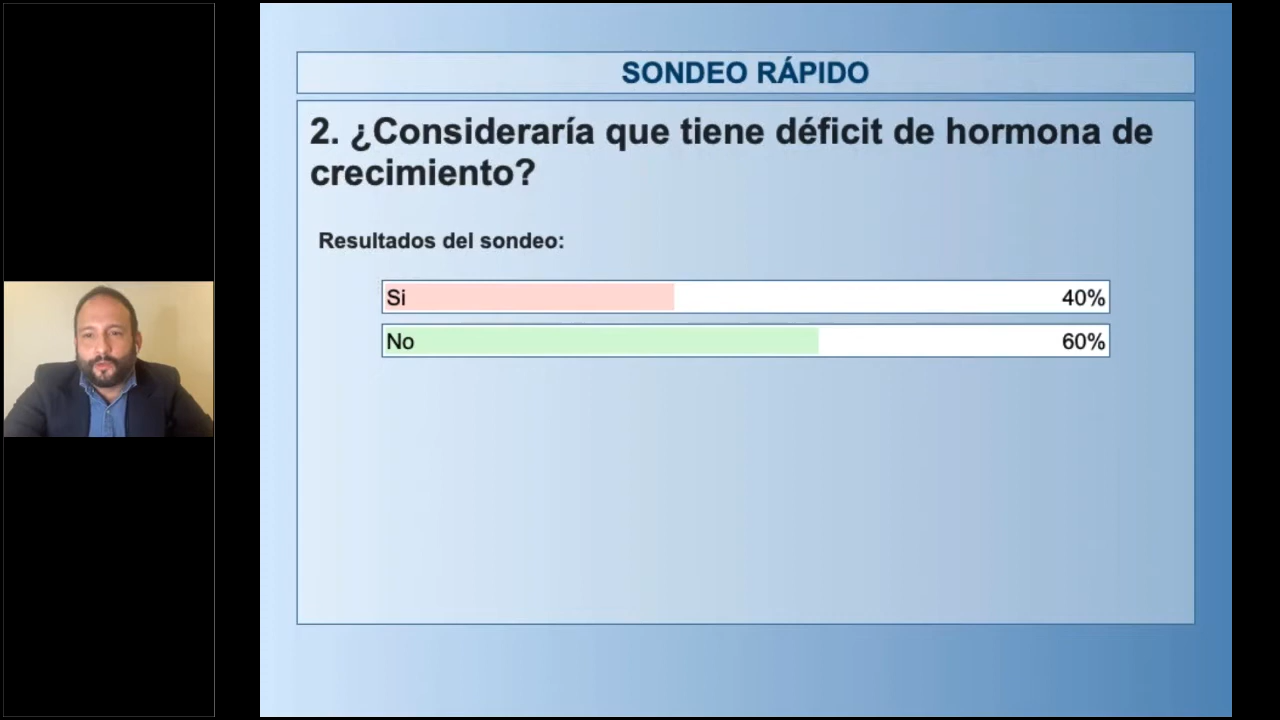 SONDEO RÁPIDO
2. ¿Consideraría que tiene déficit de hormona de
crecimiento?
Resultados del sondeo:
Si 40%
No 60%